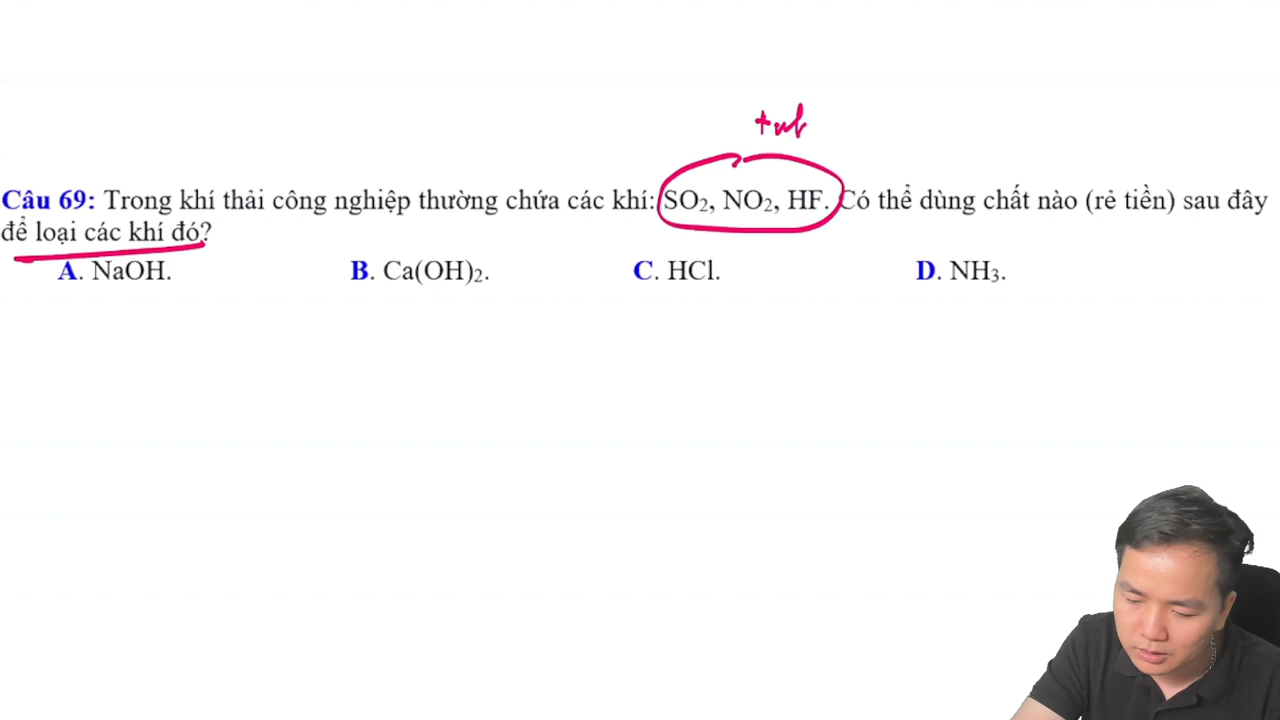 Câu 69: Trong khí thải công nghiệp thường chứa các khí: SO₂, NO₂, HF. Có thể dùng chất nào (rẻ tiền) sau đây
để loại các khí đó?
A. NaOH. B. Ca(OH)₂. C. HCl. D. NH₃.